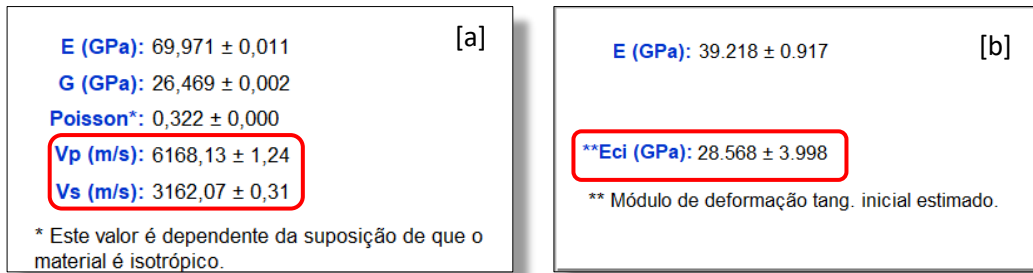 [a]
E (GPa): 69,971 ± 0,011
G (GPa): 26,469 ± 0,002
Poisson*: 0,322 ± 0,000
Vp (m/s): 6168,13 ± 1,24
Vs (m/s): 3162,07 ± 0,31
* Este valor é dependente da suposição de que o
material é isotrópico.
[b]
E (GPa): 39.218 ± 0.917
**Eci (GPa): 28.568 ± 3.998
** Módulo de deformação tang. inicial estimado.